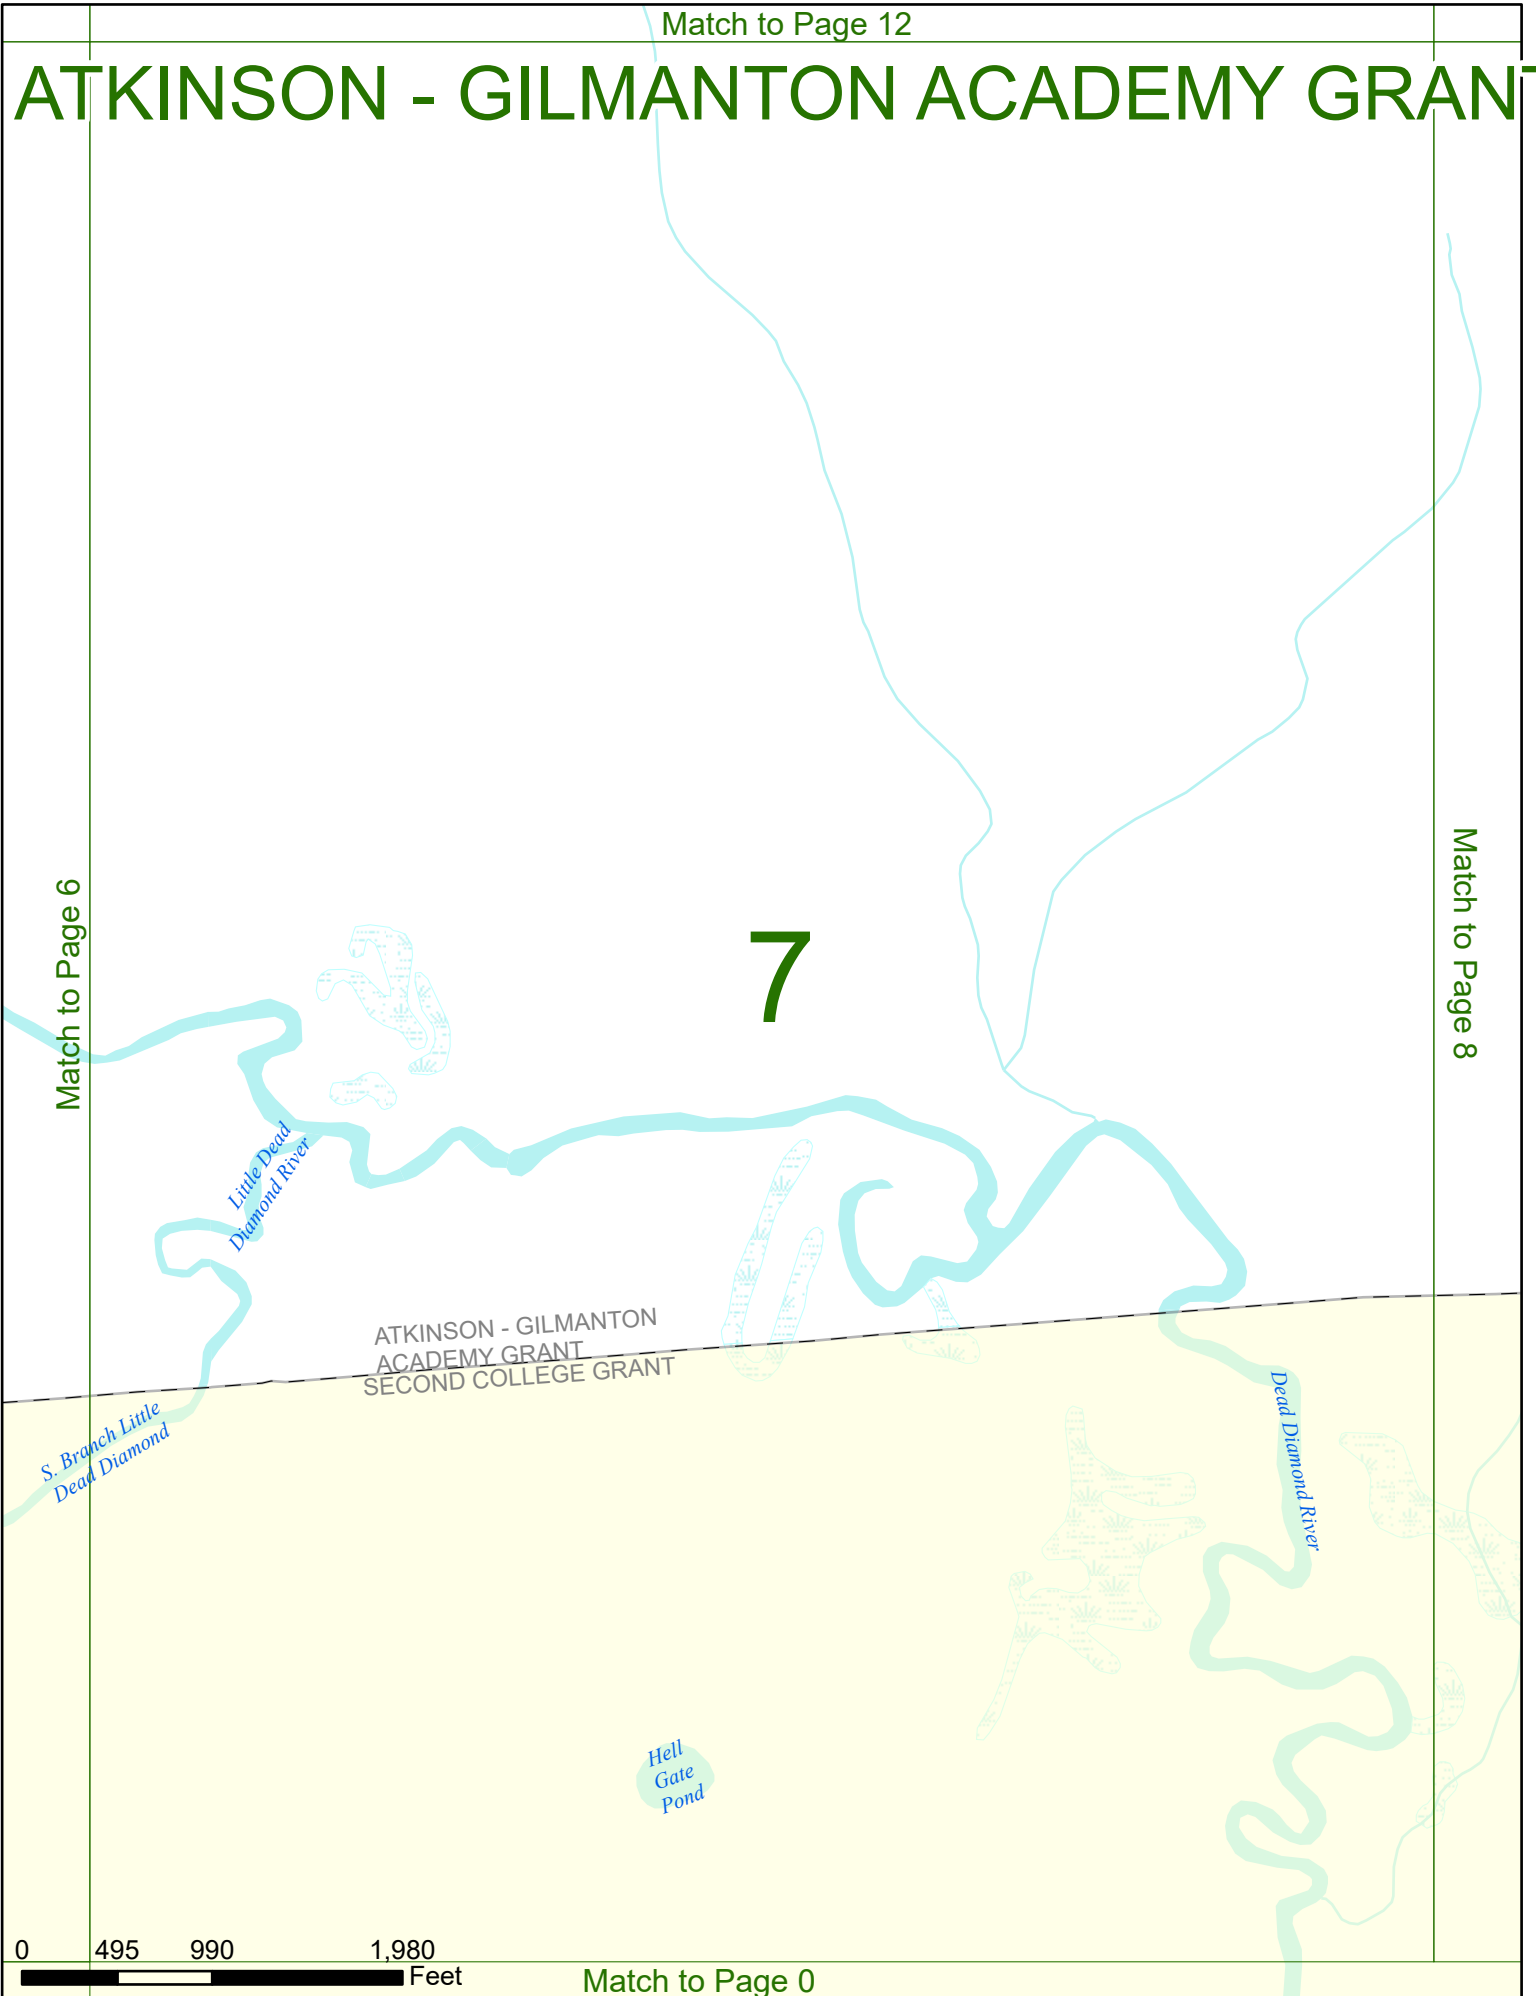 Match to Page 12
ATKINSON - GILMANTON ACADEMY GRANT
Match to Page 6
Match to Page 8
7
Little Dead
Diamond River
ATKINSON - GILMANTON
ACADEMY GRANT
SECOND COLLEGE GRANT
S. Branch Little
Dead Diamond
Dead Diamond River
Hell
Gate
Pond
0 495 990 1,980
Feet
Match to Page 0